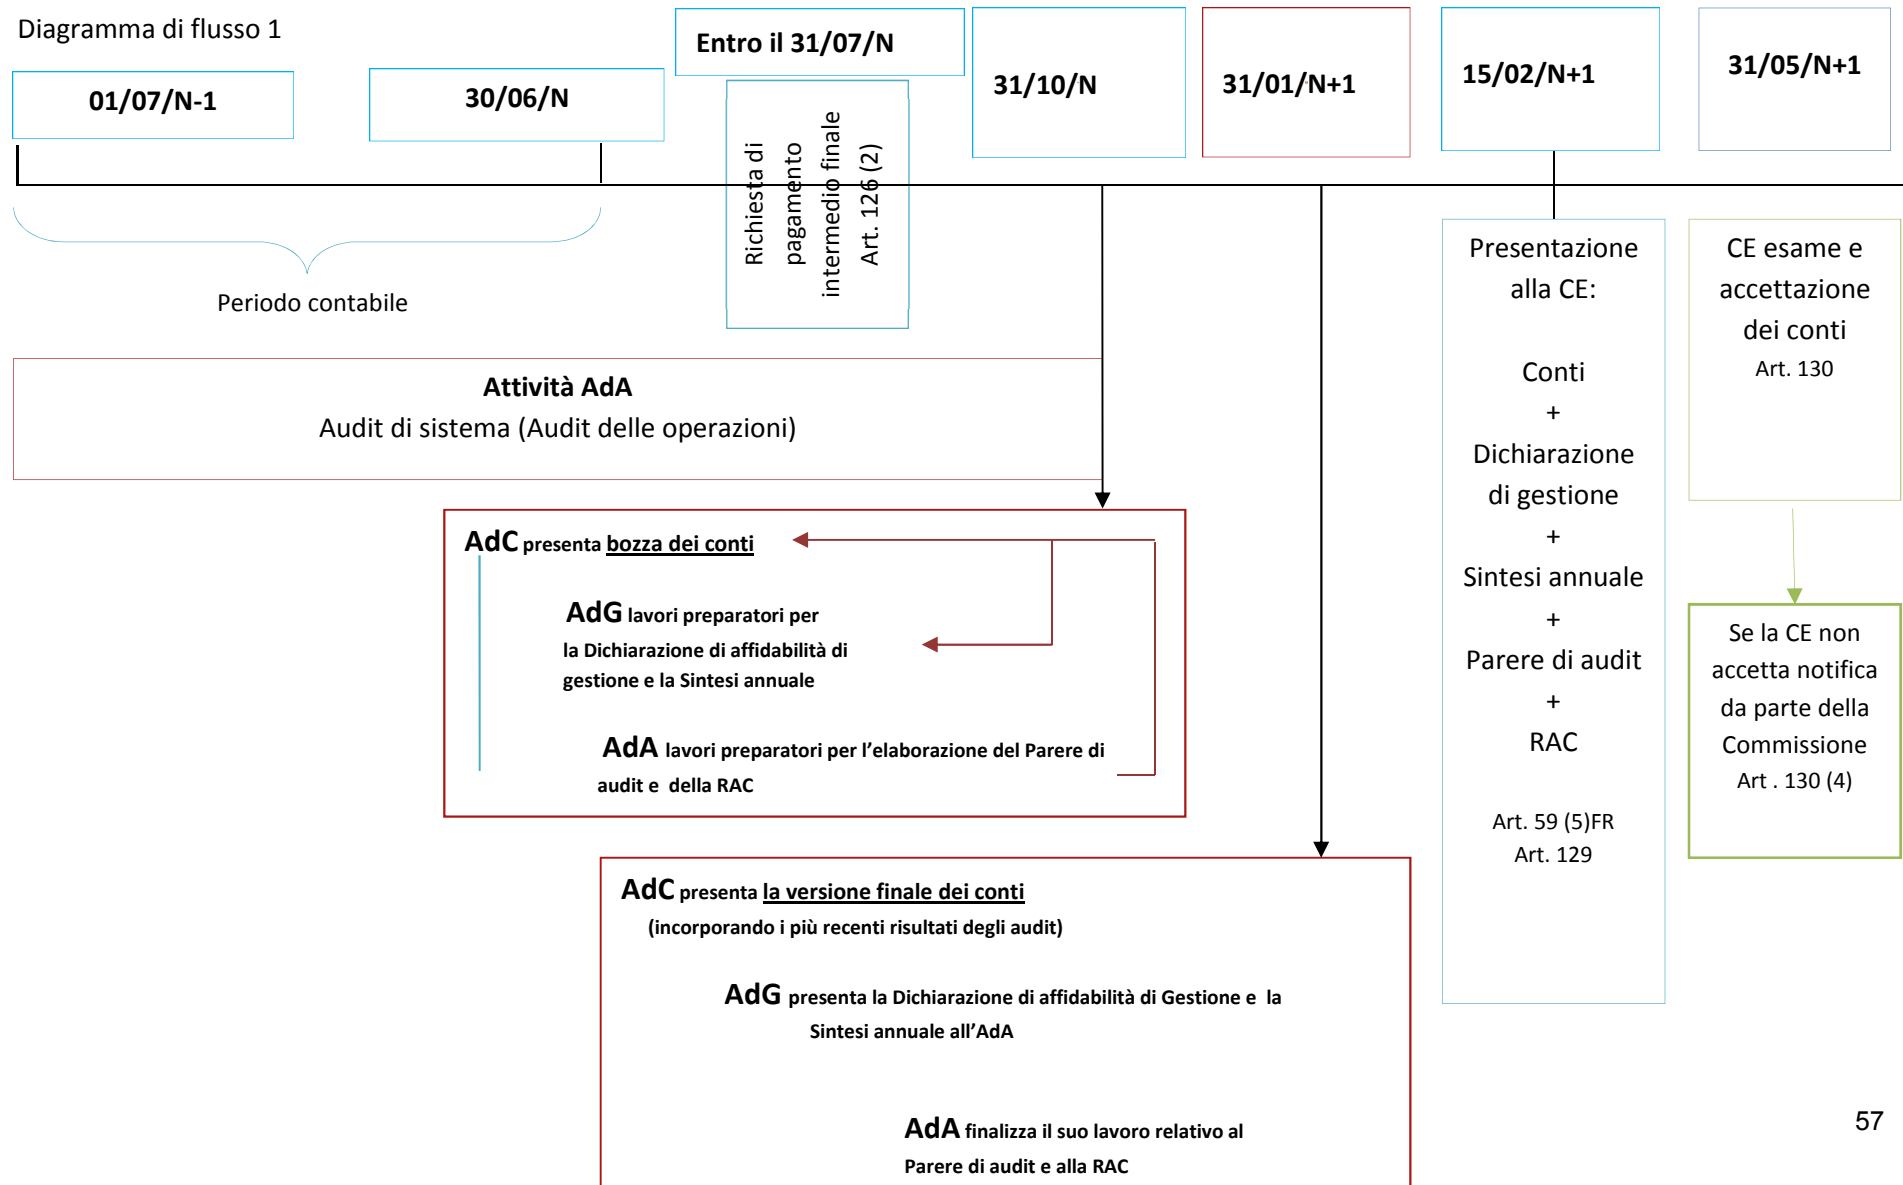 Diagramma di flusso 1
01/07/N-1
30/06/N
Entro il 31/07/N
31/10/N
31/01/N+1
15/02/N+1
31/05/N+1
Richiesta di
pagamento
intermedio finale
Art. 126 (2)
Periodo contabile
Attività AdA
Audit di sistema (Audit delle operazioni)
AdC presenta bozza dei conti
AdG lavori preparatori per
la Dichiarazione di affidabilità di
gestione e la Sintesi annuale
AdA lavori preparatori per l’elaborazione del Parere di
audit e della RAC
AdC presenta la versione finale dei conti
(incorporando i più recenti risultati degli audit)
AdG presenta la Dichiarazione di affidabilità di Gestione e la
Sintesi annuale all’AdA
AdA finalizza il suo lavoro relativo al
Parere di audit e alla RAC
Presentazione
alla CE:
Conti
+
Dichiarazione
di gestione
+
Sintesi annuale
+
Parere di audit
+
RAC
Art. 59 (5)FR
Art. 129
CE esame e
accettazione
dei conti
Art. 130
Se la CE non
accetta notifica
da parte della
Commissione
Art . 130 (4)
57